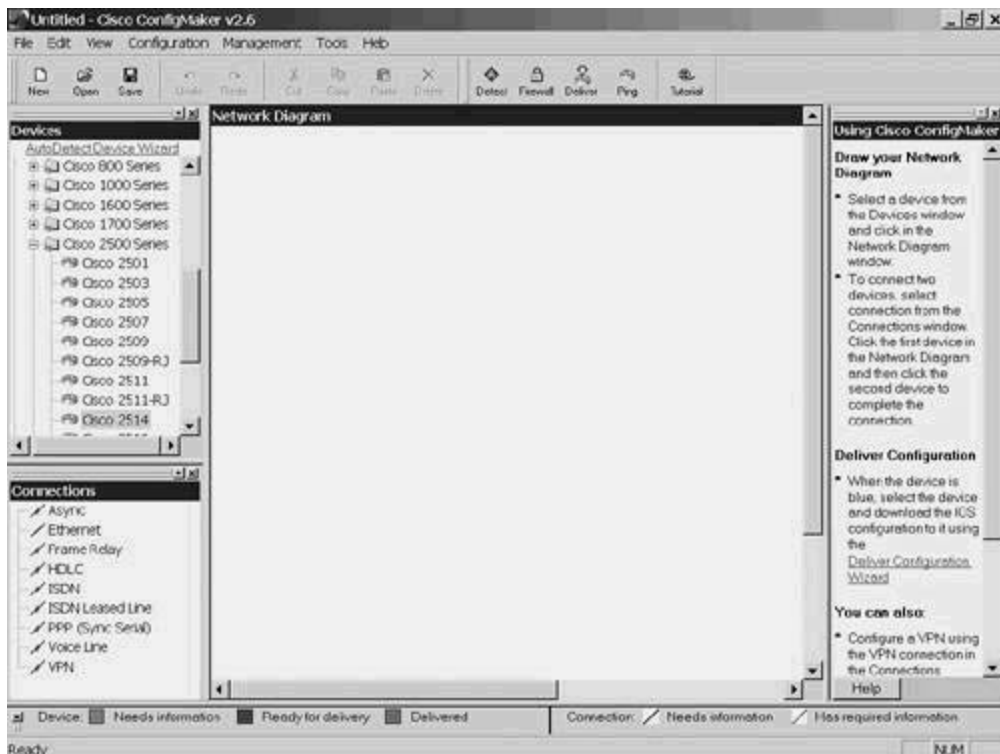 Untitled - Cisco ConfigMaker v2.6
File Edit View Configuration Management Tools Help
New Open Save Undo Redo Cut Copy Paste Delete Detect Firewall Deliver Ping Tutorial
Devices
AutoDetect Device Wizard
Cisco 800 Series
Cisco 1000 Series
Cisco 1600 Series
Cisco 1700 Series
Cisco 2500 Series
Cisco 2501
Cisco 2503
Cisco 2505
Cisco 2507
Cisco 2509
Cisco 2509-RJ
Cisco 2511
Cisco 2511-RJ
Cisco 2514
Connections
Async
Ethernet
Frame Relay
HDLC
ISDN
ISDN Leased Line
PPP (Sync Serial)
Voice Line
VPN
Network Diagram
Using Cisco ConfigMaker
Draw your Network
Diagram
Select a device from
the Devices window
and click in the
Network Diagram
window.
To connect two
devices, select
connection from the
Connections window.
Click the first device in
the Network Diagram
and then click the
second device to
complete the
connection.
Deliver Configuration
When the device is
blue, select the device
and download the IOS
configuration to it using
the
Deliver Configuration
Wizard
You can also:
Configure a VPN using
the VPN connection in
the Connections
Help
Device: Needs information Ready for delivery Delivered Connection: Needs information Has required information
Ready NUM